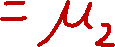 = μ₂